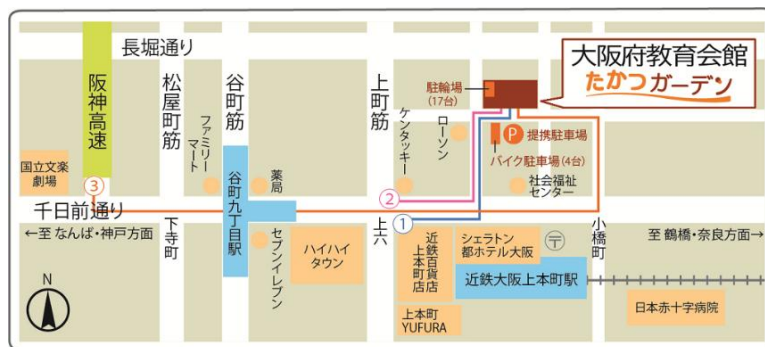 長堀通り
阪神高速
松屋町筋
谷町筋
上町筋
大阪府教育会館
たかつガーデン
駐輪場
(17台)
ケンタッキー
ローソン
P 提携駐車場
バイク駐車場(4台)
ファミリー
マート
国立文楽
劇場
谷町九丁目駅
薬局
社会福祉
センター
③
②
①
千日前通り
←至 なんば・神戸方面
下寺町
セブンイレブン
ハイハイ
タウン
上六
近鉄百貨店
上本町店
シェラトン
都ホテル大阪
〒
小橋町
至 鶴橋・奈良方面→
近鉄大阪上本町駅
N
上本町
YUFURA
日本赤十字病院